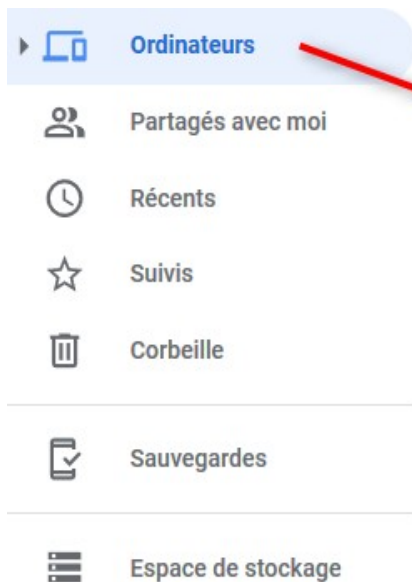 Ordinateurs
Partagés avec moi
Récents
Suivis
Corbeille
Sauvegardes
Espace de stockage